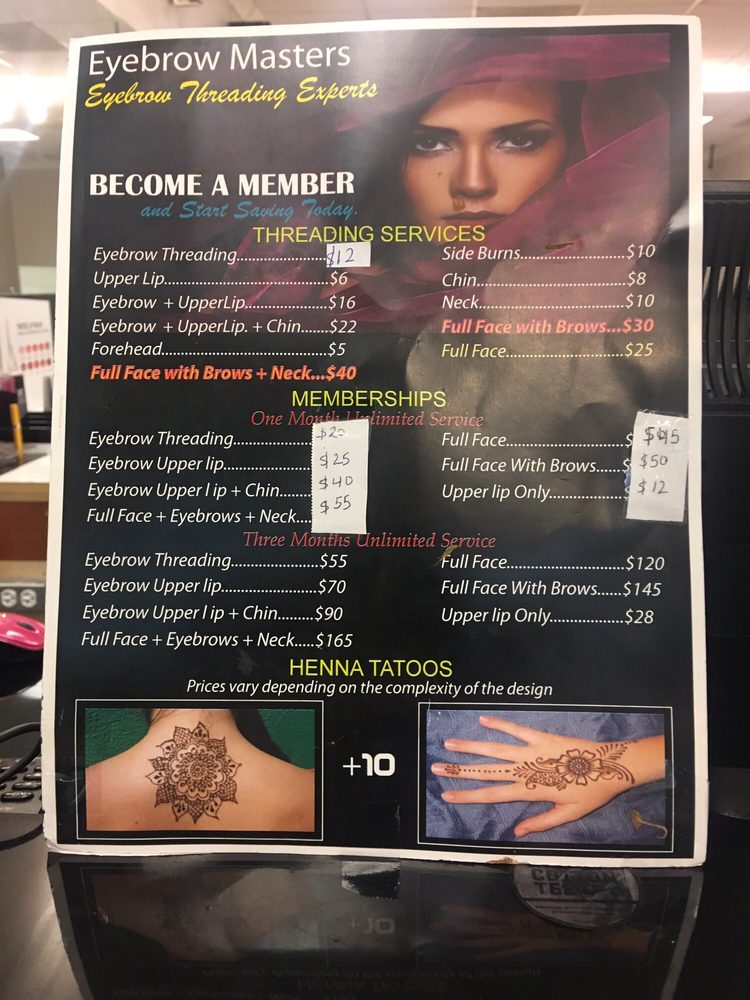 Eyebrow Masters
Eyebrow Threading Experts
BECOME A MEMBER
and Start Saving Today.
THREADING SERVICES
Eyebrow Threading......................$12
Upper Lip.................................$6
Eyebrow + UpperLip.................$16
Eyebrow + UpperLip. + Chin.......$22
Forehead.................................$5
Full Face with Brows + Neck...$40
Side Burns.......................$10
Chin.................................$8
Neck................................$10
Full Face with Brows...$30
Full Face..........................$25
MEMBERSHIPS
One Month Unlimited Service
Eyebrow Threading.................$20
Eyebrow Upper lip...................$25
Eyebrow Upper l ip + Chin........$40
Full Face + Eyebrows + Neck....$55
Full Face..........................$45
Full Face With Brows......$50
Upper lip Only.................$12
Three Months Unlimited Service
Eyebrow Threading.................$55
Eyebrow Upper lip...................$70
Eyebrow Upper l ip + Chin.........$90
Full Face + Eyebrows + Neck.....$165
Full Face..........................$120
Full Face With Brows......$145
Upper lip Only...................$28
HENNA TATOOS
Prices vary depending on the complexity of the design
+10